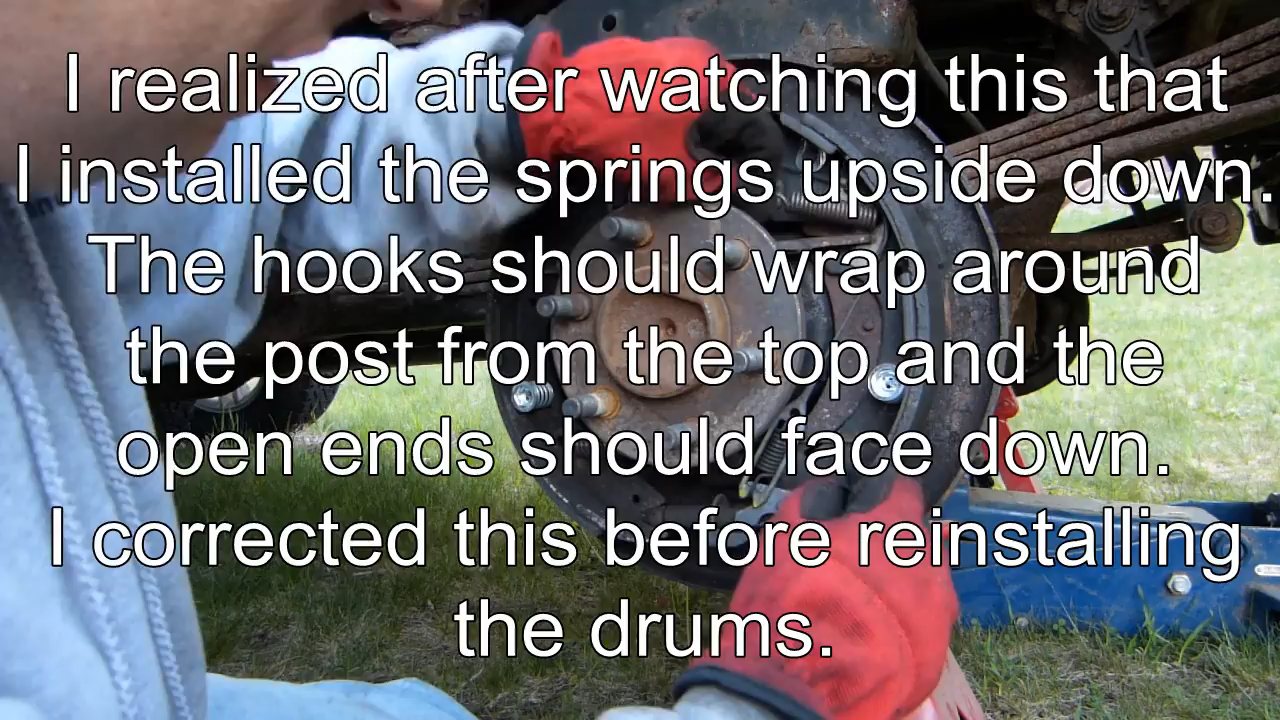 I realized after watching this that
I installed the springs upside down.
The hooks should wrap around
the post from the top and the
open ends should face down.
I corrected this before reinstalling
the drums.